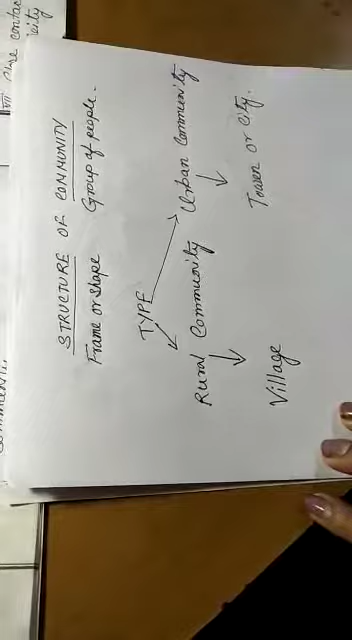 STRUCTURE OF COMMUNITY
Frame or shape Group of people.
TYPE
Rural Community Urban Community
Village Town or City.